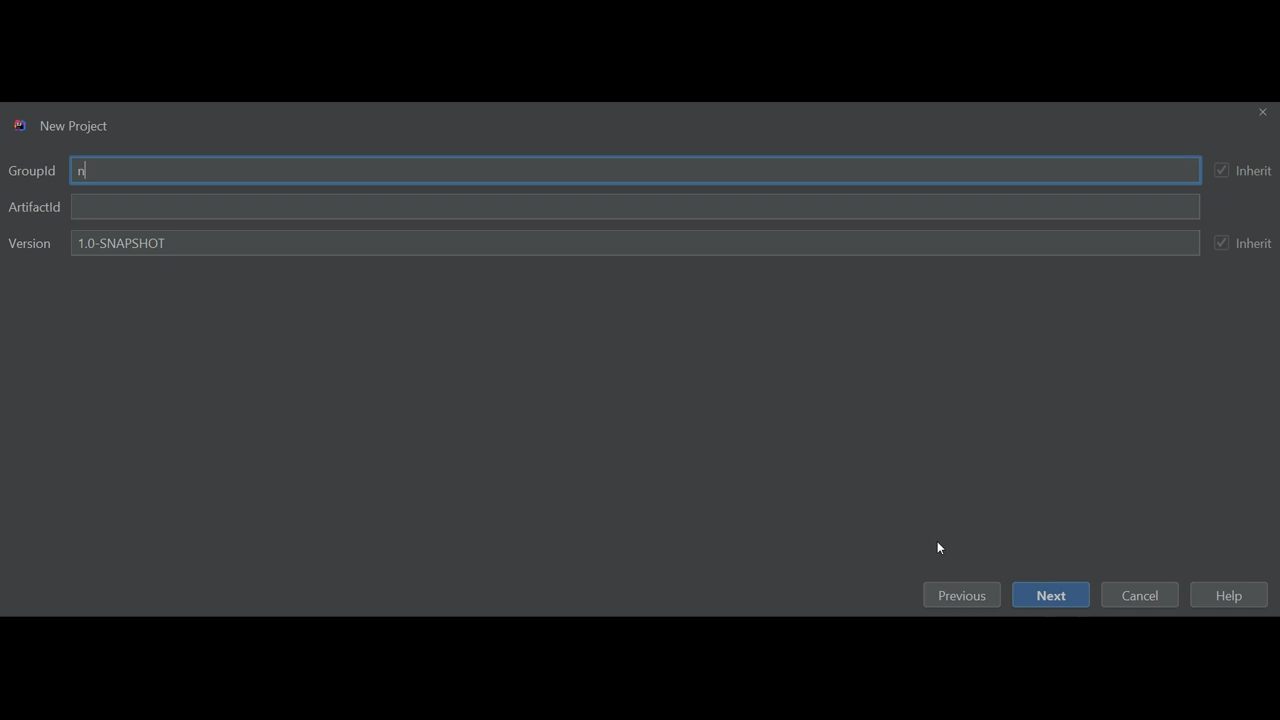 New Project
GroupId n Inherit
ArtifactId
Version 1.0-SNAPSHOT Inherit
Previous Next Cancel Help